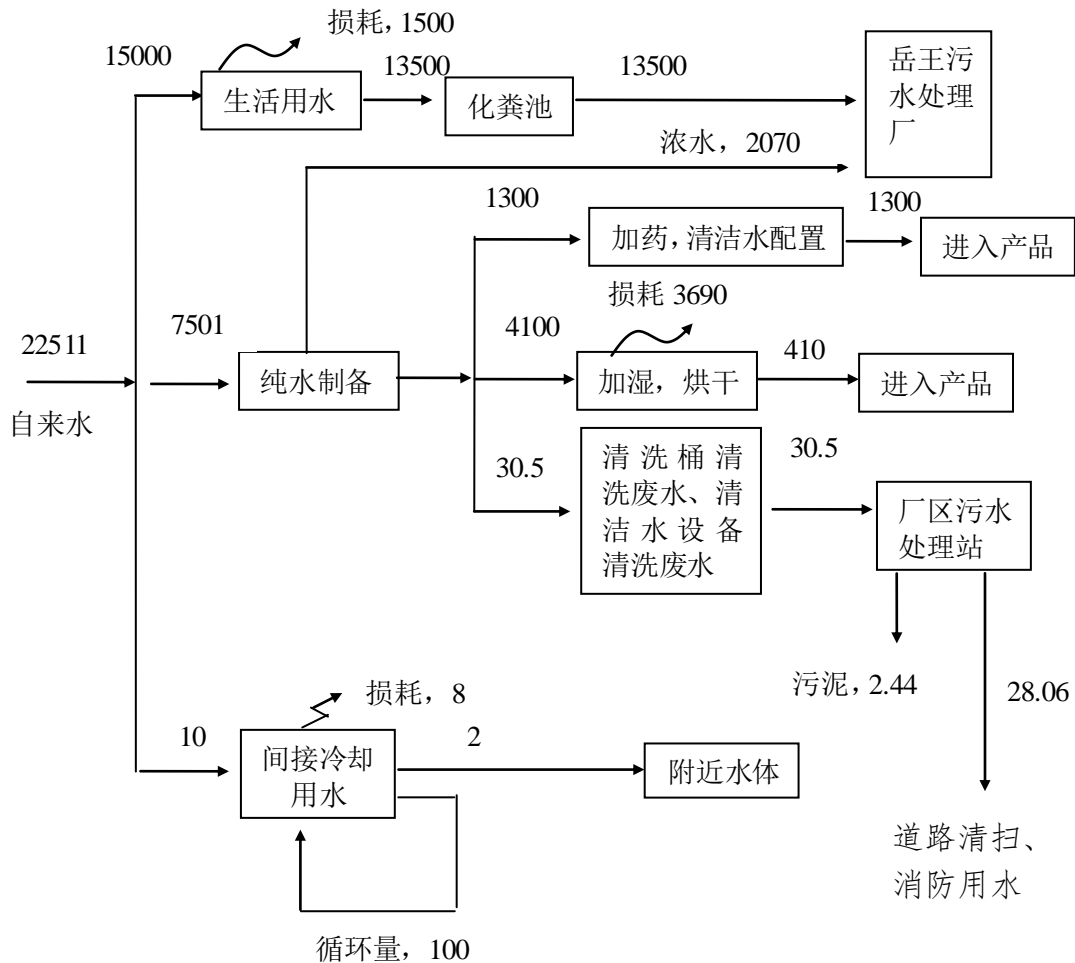 损耗，1500
15000
13500
13500
生活用水
化粪池
岳王污
水处理
厂
浓水，2070
1300
1300
加药，清洁水配置
进入产品
损耗 3690
22511
7501
4100
410
自来水
纯水制备
加湿，烘干
进入产品
30.5
清洗桶清
洗废水、清
洁水设备
清洗废水
30.5
厂区污水
处理站
污泥，2.44
28.06
损耗，8
10
2
间接冷却
用水
附近水体
道路清扫、
消防用水
循环量，100